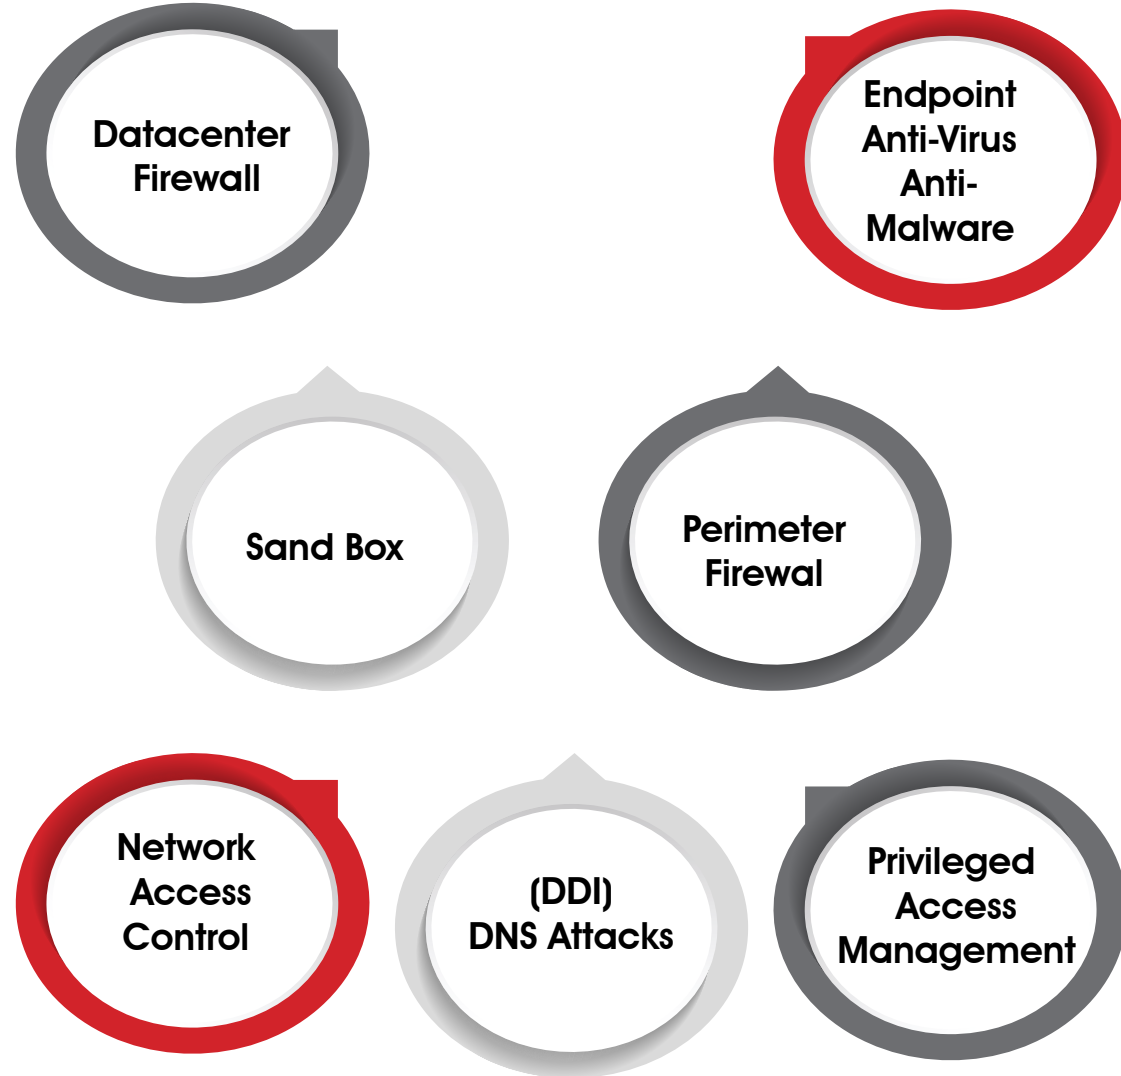 Datacenter
Firewall
Endpoint
Anti-Virus
Anti-
Malware
Sand Box
Perimeter
Firewal
Network
Access
Control
(DDI)
DNS Attacks
Privileged
Access
Management